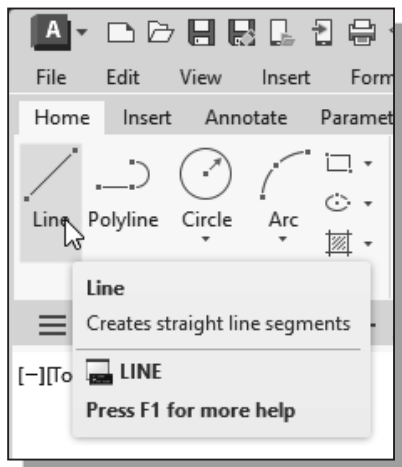 A
File Edit View Insert Form
Home Insert Annotate Paramet
Line Polyline Circle Arc
Line
Creates straight line segments
[−][To
LINE
Press F1 for more help